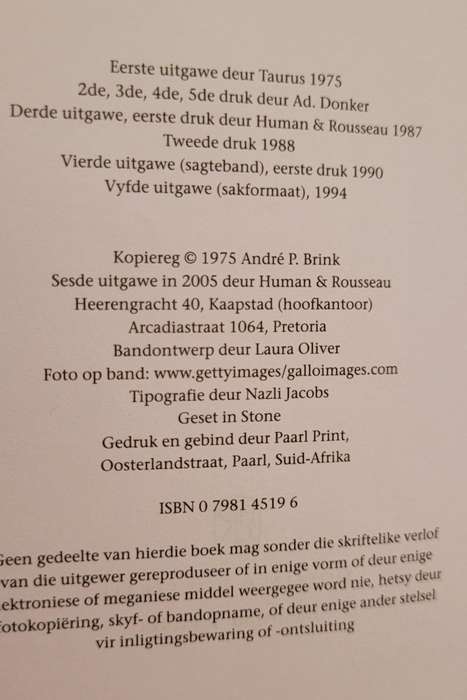 Eerste uitgawe deur Taurus 1975
2de, 3de, 4de, 5de druk deur Ad. Donker
Derde uitgawe, eerste druk deur Human & Rousseau 1987
Tweede druk 1988
Vierde uitgawe (sagteband), eerste druk 1990
Vyfde uitgawe (sakformaat), 1994
Kopiereg © 1975 André P. Brink
Sesde uitgawe in 2005 deur Human & Rousseau
Heerengracht 40, Kaapstad (hoofkantoor)
Arcadiastraat 1064, Pretoria
Bandontwerp deur Laura Oliver
Foto op band: www.gettyimages/galloimages.com
Tipografie deur Nazli Jacobs
Geset in Stone
Gedruk en gebind deur Paarl Print,
Oosterlandstraat, Paarl, Suid-Afrika
ISBN 0 7981 4519 6
Geen gedeelte van hierdie boek mag sonder die skriftelike verlof
van die uitgewer gereproduseer of in enige vorm of deur enige
ektroniese of meganiese middel weergegee word nie, hetsy deur
fotokopiëring, skyf- of bandopname, of deur enige ander stelsel
vir inligtingsbewaring of -ontsluiting